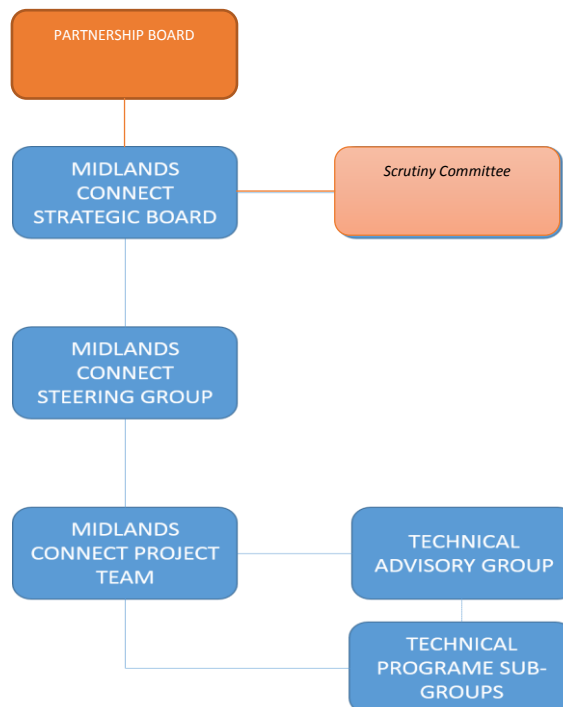 PARTNERSHIP BOARD
MIDLANDS
CONNECT
STRATEGIC BOARD
Scrutiny Committee
MIDLANDS
CONNECT
STEERING GROUP
MIDLANDS
CONNECT PROJECT
TEAM
TECHNICAL
ADVISORY GROUP
TECHNICAL
PROGRAME SUB-
GROUPS